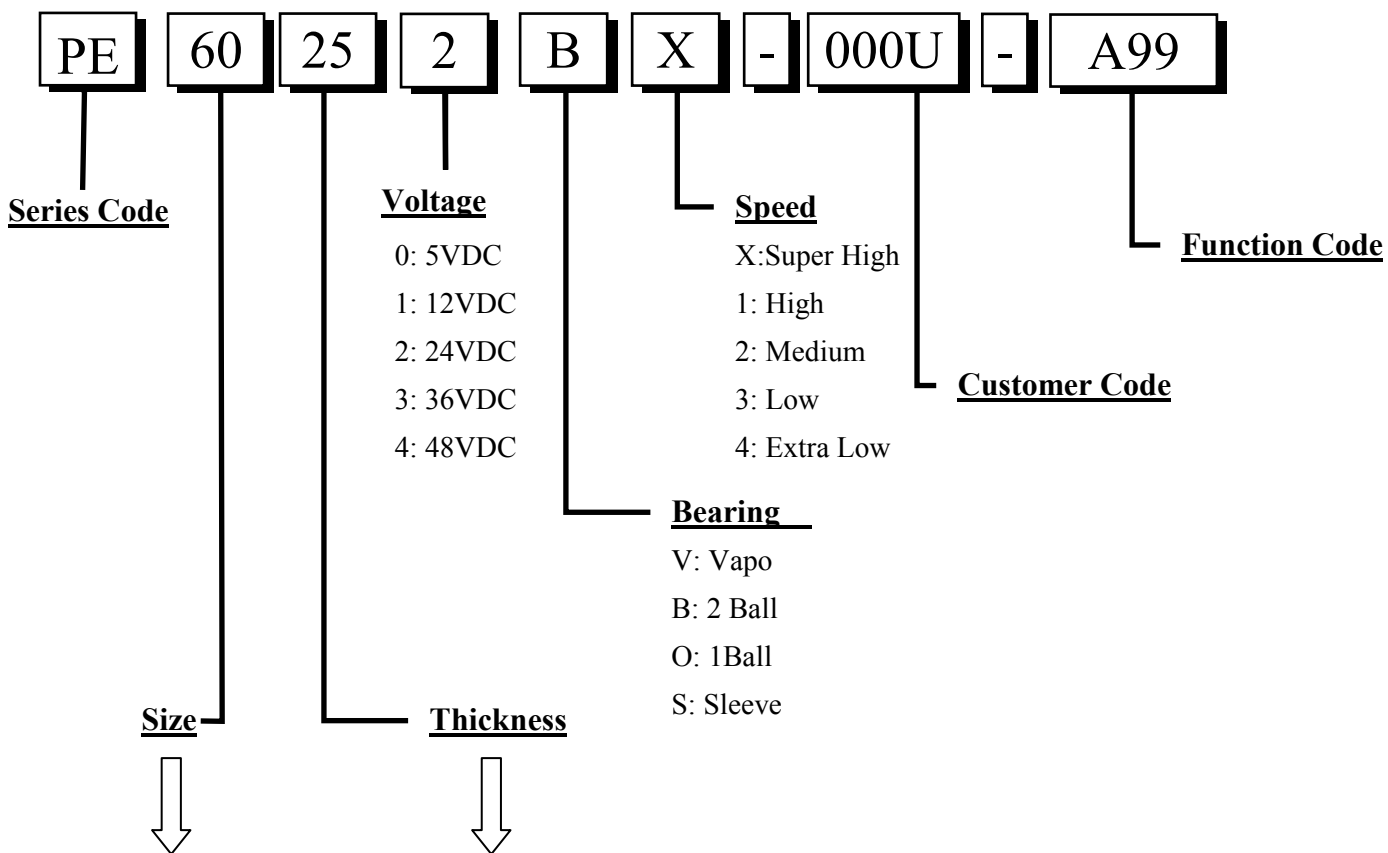 PE 60 25 2 B X - 000U - A99
Series Code
Voltage
0: 5VDC
1: 12VDC
2: 24VDC
3: 36VDC
4: 48VDC
Speed
X:Super High
1: High
2: Medium
3: Low
4: Extra Low
Function Code
Customer Code
Bearing
V: Vapo
B: 2 Ball
O: 1Ball
S: Sleeve
Size
Thickness